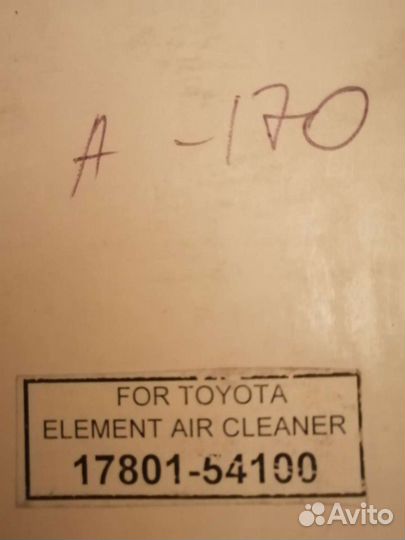 A - 170
FOR TOYOTA
ELEMENT AIR CLEANER
17801-54100
Avito